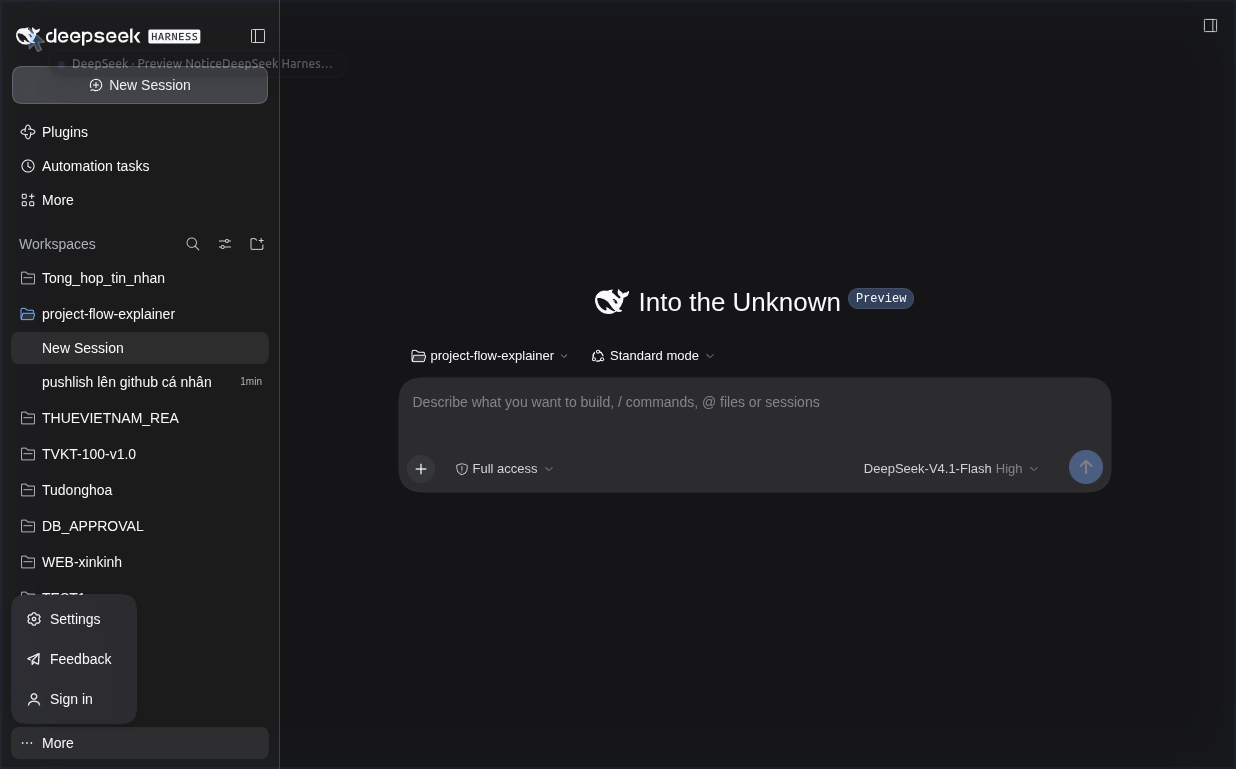 deepseek HARNESS
DeepSeek · Preview NoticeDeepSeek Harnes...
New Session
Plugins
Automation tasks
More
Workspaces
Tong_hop_tin_nhan
project-flow-explainer
New Session
pushlish lên github cá nhân 1min
THUEVIETNAM_REA
TVKT-100-v1.0
Tudonghoa
DB_APPROVAL
WEB-xinkinh
TEST1
Settings
Feedback
Sign in
More
Into the Unknown Preview
project-flow-explainer Standard mode
Describe what you want to build, / commands, @ files or sessions
Full access DeepSeek-V4.1-Flash High